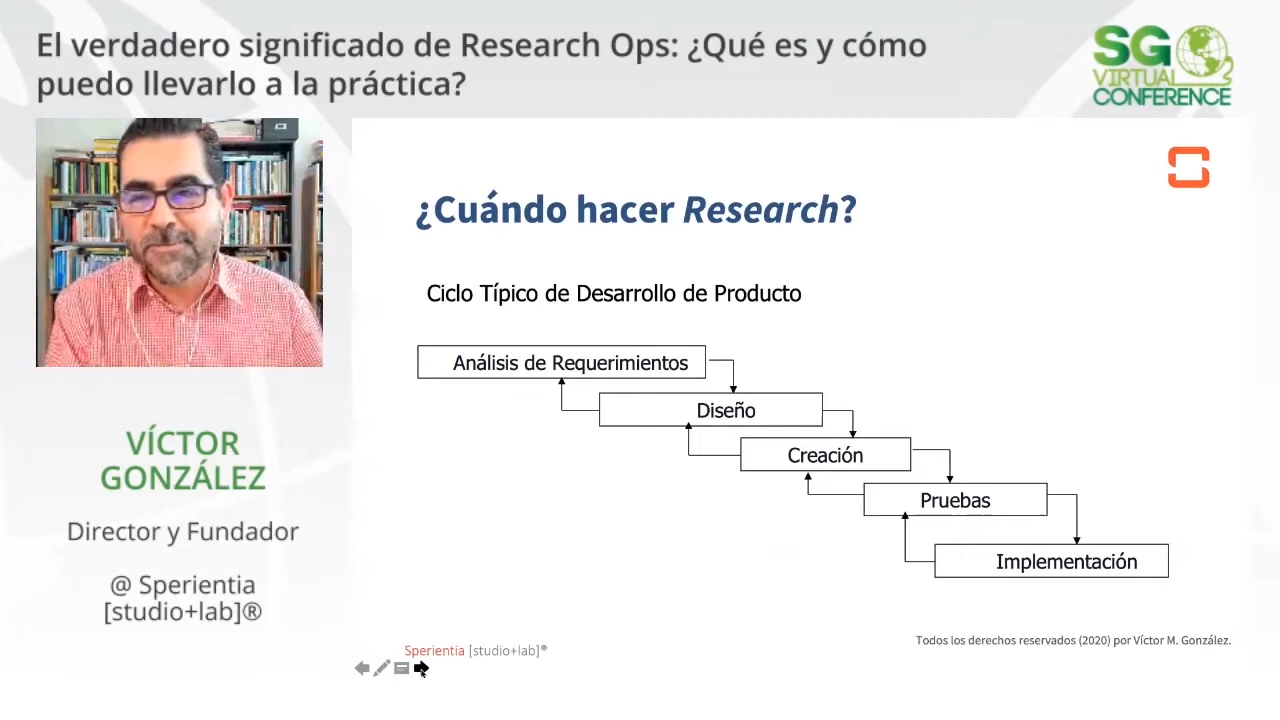 El verdadero significado de Research Ops: ¿Qué es y cómo
puedo llevarlo a la práctica?
SG
VIRTUAL
CONFERENCE
¿Cuándo hacer Research?
Ciclo Típico de Desarrollo de Producto
Análisis de Requerimientos
Diseño
Creación
Pruebas
Implementación
VÍCTOR
GONZÁLEZ
Director y Fundador
@ Sperientia
[studio+lab]®
Sperientia [studio+lab]®
Todos los derechos reservados (2020) por Víctor M. González.